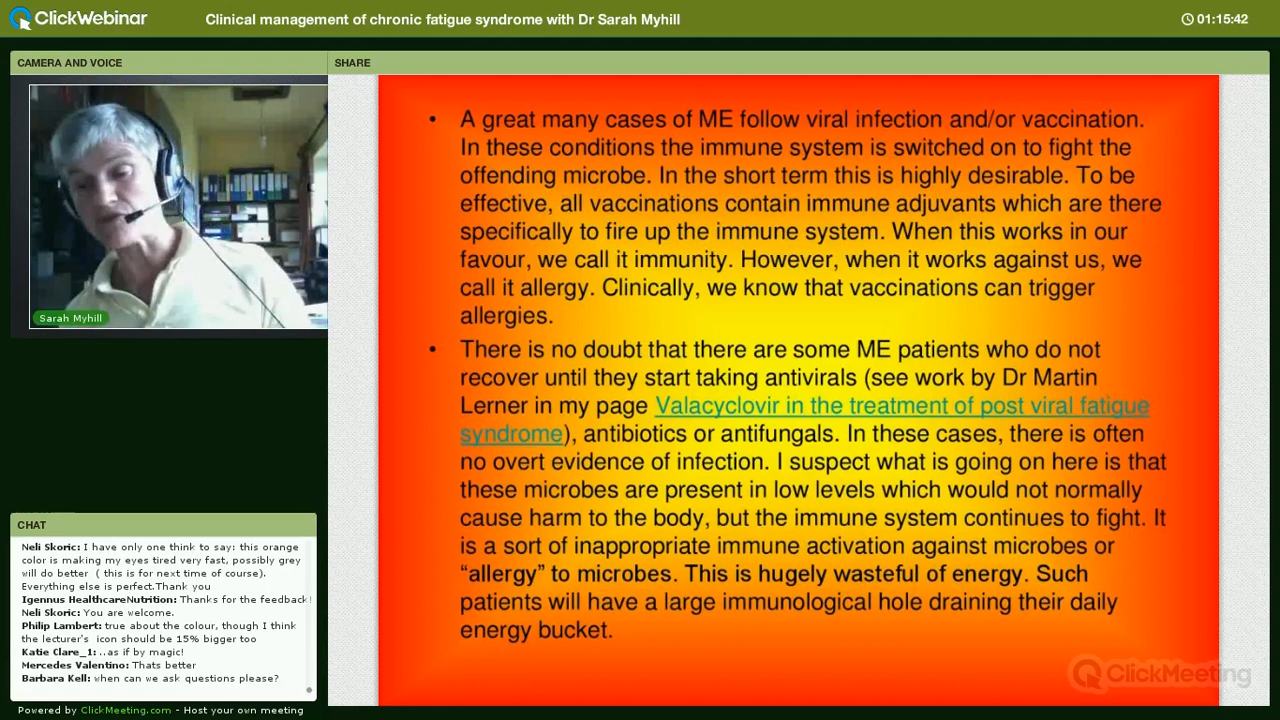 ClickWebinar
Clinical management of chronic fatigue syndrome with Dr Sarah Myhill
01:15:42
CAMERA AND VOICE
SHARE
Sarah Myhill
• A great many cases of ME follow viral infection and/or vaccination.
In these conditions the immune system is switched on to fight the
offending microbe. In the short term this is highly desirable. To be
effective, all vaccinations contain immune adjuvants which are there
specifically to fire up the immune system. When this works in our
favour, we call it immunity. However, when it works against us, we
call it allergy. Clinically, we know that vaccinations can trigger
allergies.
• There is no doubt that there are some ME patients who do not
recover until they start taking antivirals (see work by Dr Martin
Lerner in my page Valacyclovir in the treatment of post viral fatigue
syndrome), antibiotics or antifungals. In these cases, there is often
no overt evidence of infection. I suspect what is going on here is that
these microbes are present in low levels which would not normally
cause harm to the body, but the immune system continues to fight. It
is a sort of inappropriate immune activation against microbes or
“allergy” to microbes. This is hugely wasteful of energy. Such
patients will have a large immunological hole draining their daily
energy bucket.
CHAT
Neli Skoric: I have only one think to say: this orange
color is making my eyes tired very fast, possibly grey
will do better ( this is for next time of course).
Everything else is perfect.Thank you
Igennus HealthcareNutrition: Thanks for the feedback!
Neli Skoric: You are welcome.
Philip Lambert: true about the colour, though I think
the lecturer's icon should be 15% bigger too
Katie Clare_1: ..as if by magic!
Mercedes Valentino: Thats better
Barbara Kell: when can we ask questions please?
ClickMeeting
Powered by ClickMeeting.com - Host your own meeting